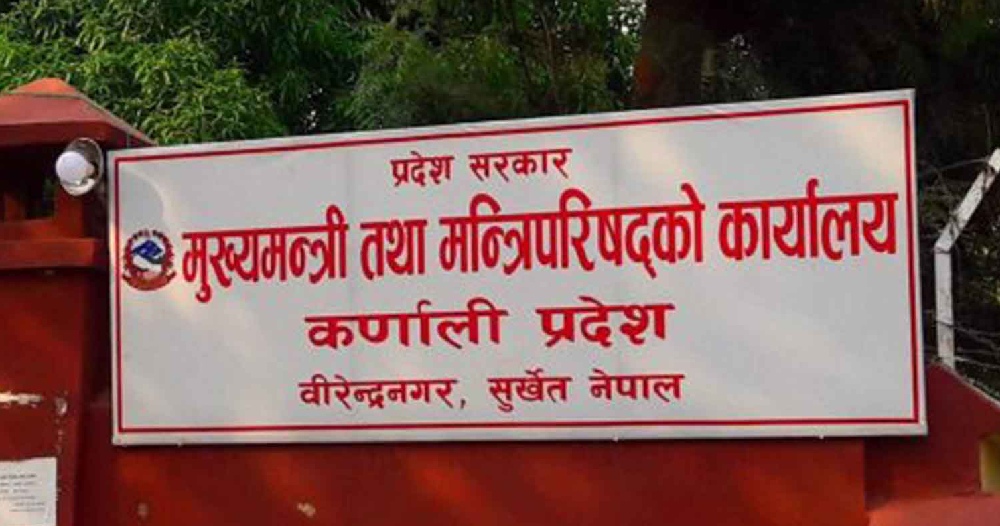 प्रदेश सरकार
मुख्यमन्त्री तथा मन्त्रिपरिषद्को कार्यालय
कर्णाली प्रदेश
वीरेन्द्रनगर, सुर्खेत नेपाल